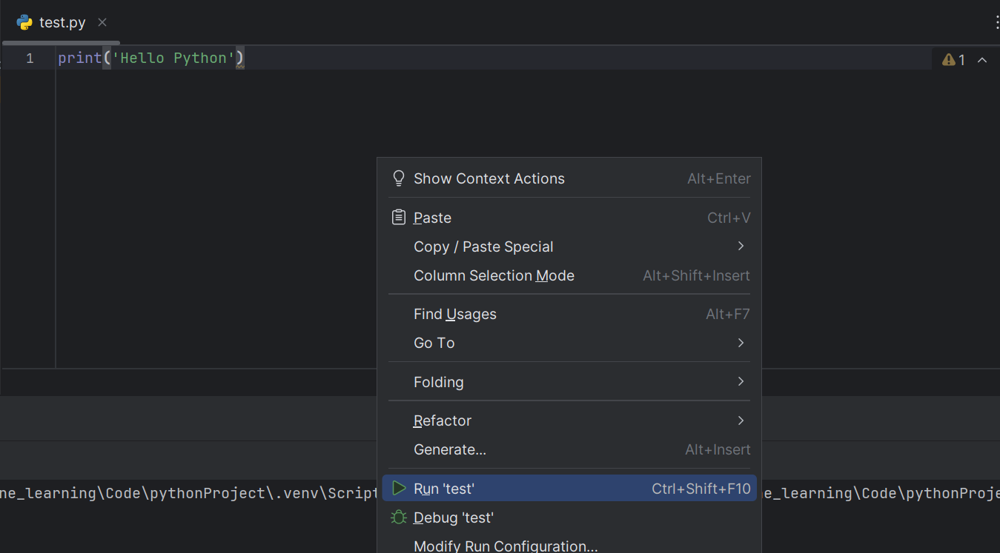 test.py
1 print('Hello Python')
1
Show Context Actions Alt+Enter
Paste Ctrl+V
Copy / Paste Special
Column Selection Mode Alt+Shift+Insert
Find Usages Alt+F7
Go To
Folding
Refactor
Generate... Alt+Insert
ne_learning\Code\pythonProject\.venv\Script
Run 'test' Ctrl+Shift+F10
e_learning\Code\pythonProje
Debug 'test'
Modify Run Configuration...